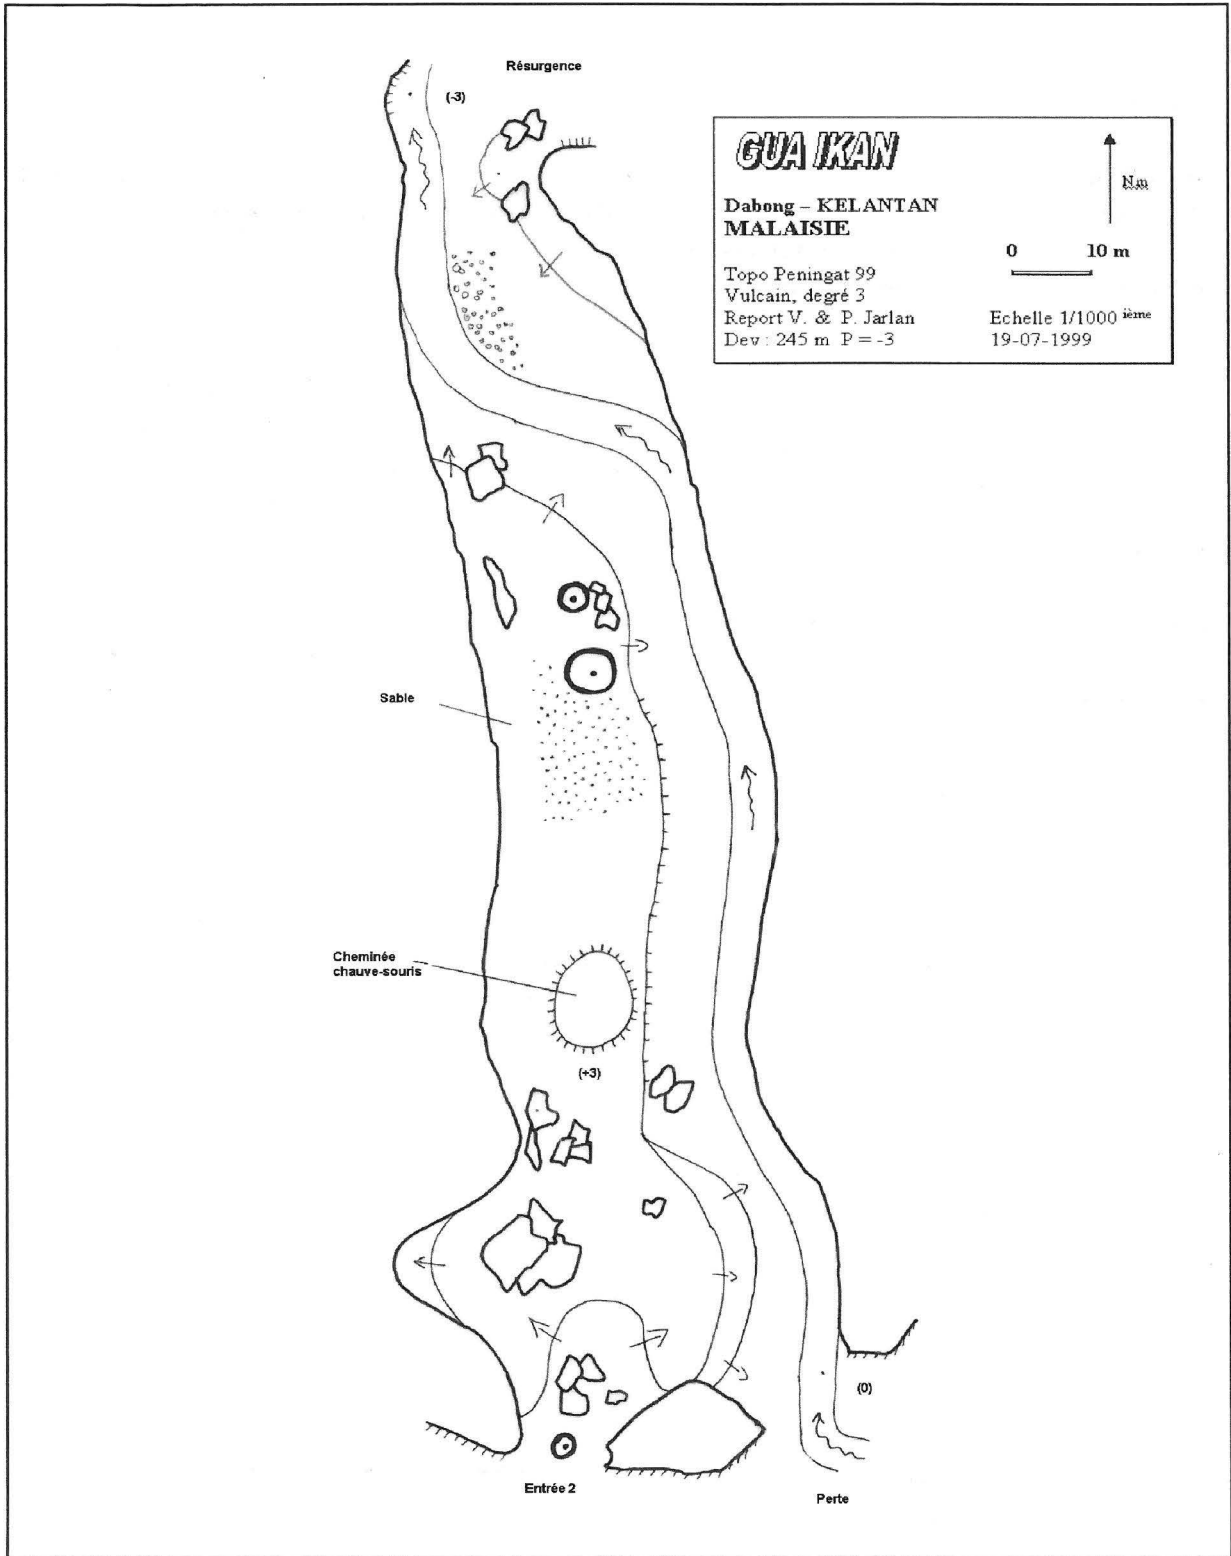 Résurgence
(-3)
GUA IKAN
Nm
Dabong – KELANTAN
MALAISIE
0 10 m
Topo Peningat 99
Vulcain, degré 3
Report V. & P. Jarlan
Echelle 1/1000 ième
Dev : 245 m P = -3
19-07-1999
Sable
Cheminée
chauve-souris
(+3)
(0)
Entrée 2
Perte